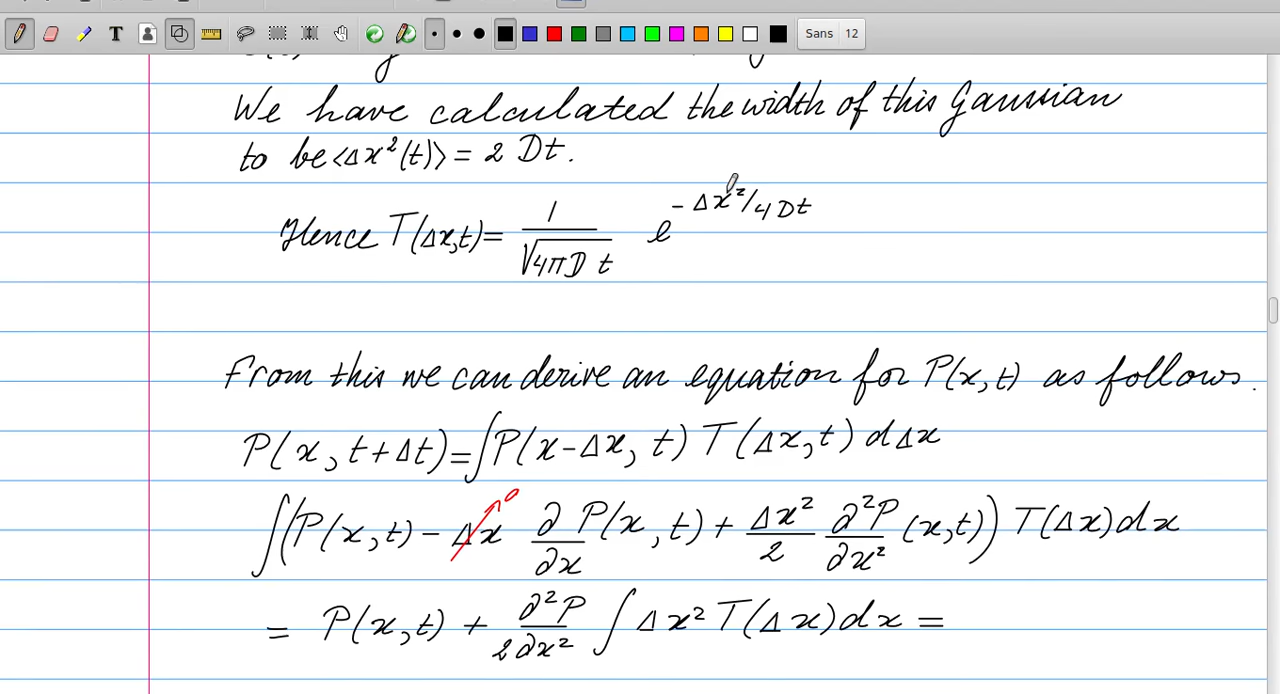 T Sans 12
We have calculated the width of this Gaussian
to be ⟨Δx²(t)⟩ = 2 Dt.
Hence T(Δx,t) = 1/√(4πD t) e^(-Δx²/4Dt)
From this we can derive an equation for P(x,t) as follows.
P(x, t+Δt) = ∫P(x-Δx, t) T(Δx,t) dΔx
∫(P(x,t) - Δx ∂/∂x P(x,t) + Δx²/2 ∂²P/∂x² (x,t)) T(Δx)dx
0
= P(x,t) + ∂²P/2∂x² ∫Δx² T(Δx)dx =